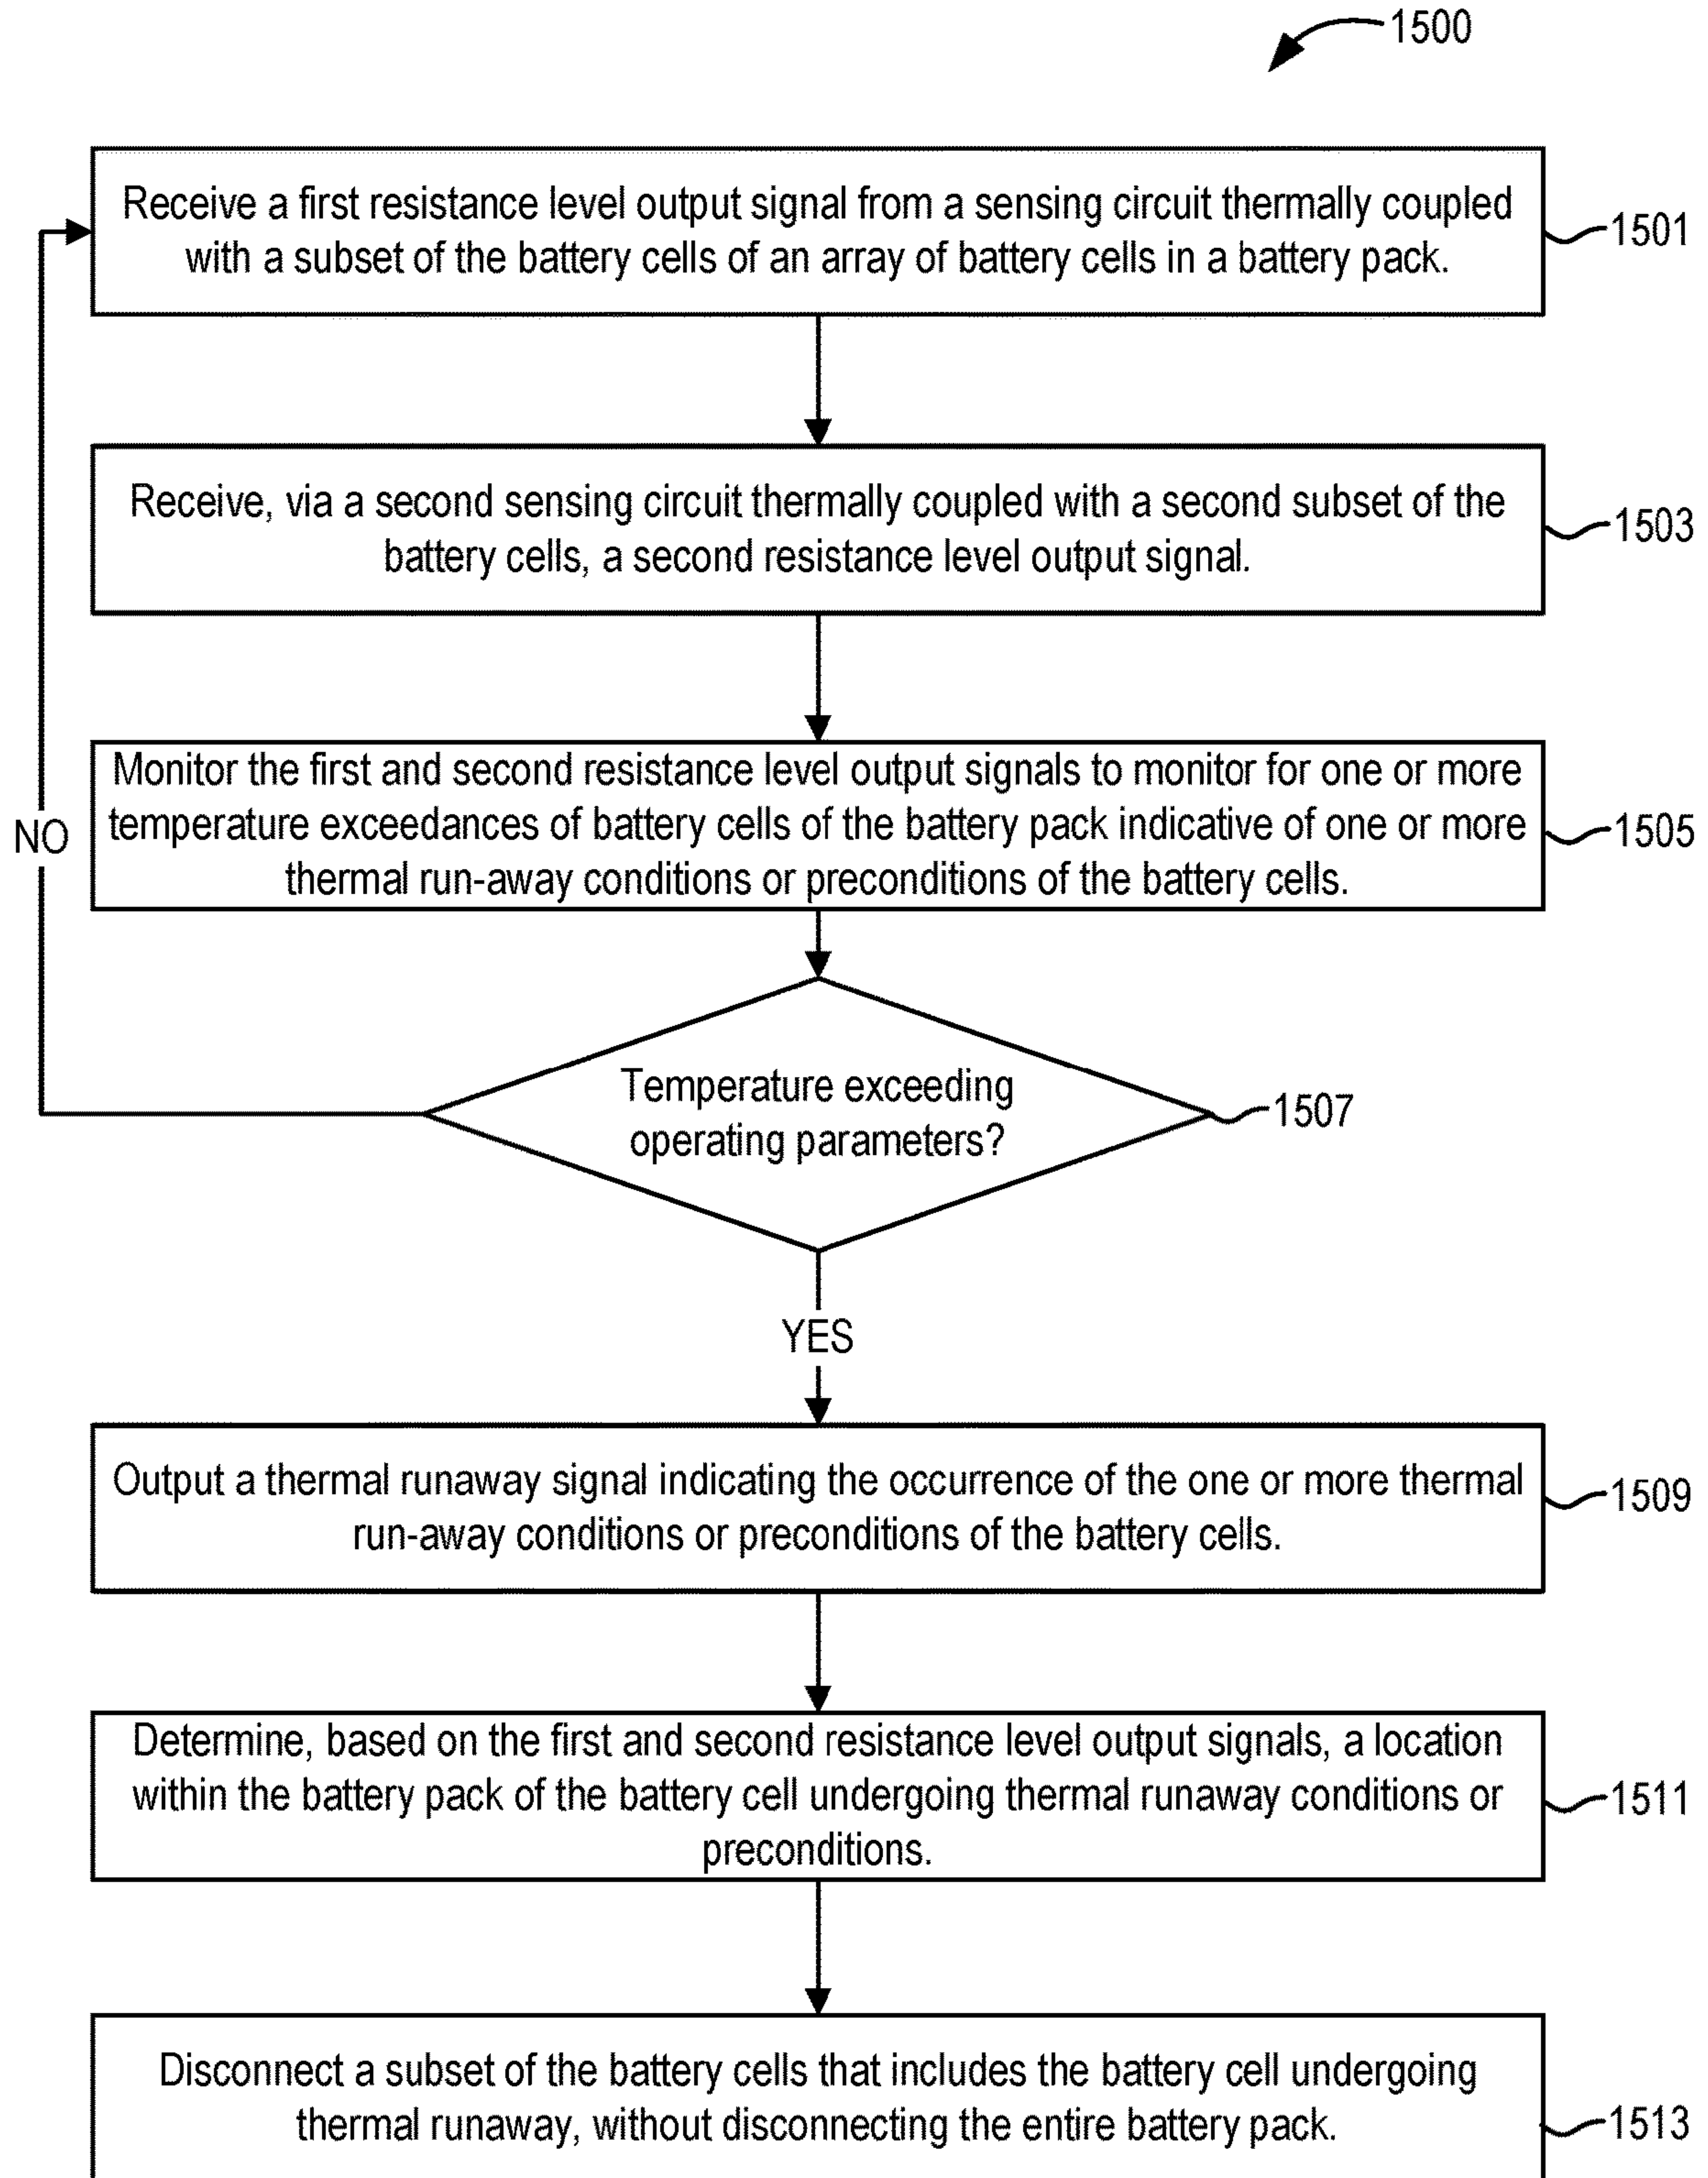 1500
Receive a first resistance level output signal from a sensing circuit thermally coupled
with a subset of the battery cells of an array of battery cells in a battery pack.
1501
Receive, via a second sensing circuit thermally coupled with a second subset of the
battery cells, a second resistance level output signal.
1503
Monitor the first and second resistance level output signals to monitor for one or more
temperature exceedances of battery cells of the battery pack indicative of one or more
thermal run-away conditions or preconditions of the battery cells.
1505
NO
Temperature exceeding
operating parameters?
1507
YES
Output a thermal runaway signal indicating the occurrence of the one or more thermal
run-away conditions or preconditions of the battery cells.
1509
Determine, based on the first and second resistance level output signals, a location
within the battery pack of the battery cell undergoing thermal runaway conditions or
preconditions.
1511
Disconnect a subset of the battery cells that includes the battery cell undergoing
thermal runaway, without disconnecting the entire battery pack.
1513